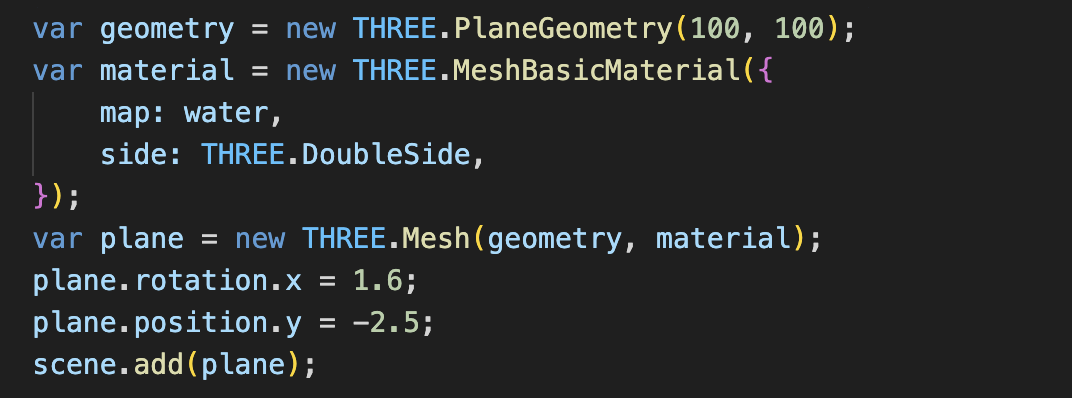 var geometry = new THREE.PlaneGeometry(100, 100);
var material = new THREE.MeshBasicMaterial({
    map: water,
    side: THREE.DoubleSide,
});
var plane = new THREE.Mesh(geometry, material);
plane.rotation.x = 1.6;
plane.position.y = -2.5;
scene.add(plane);